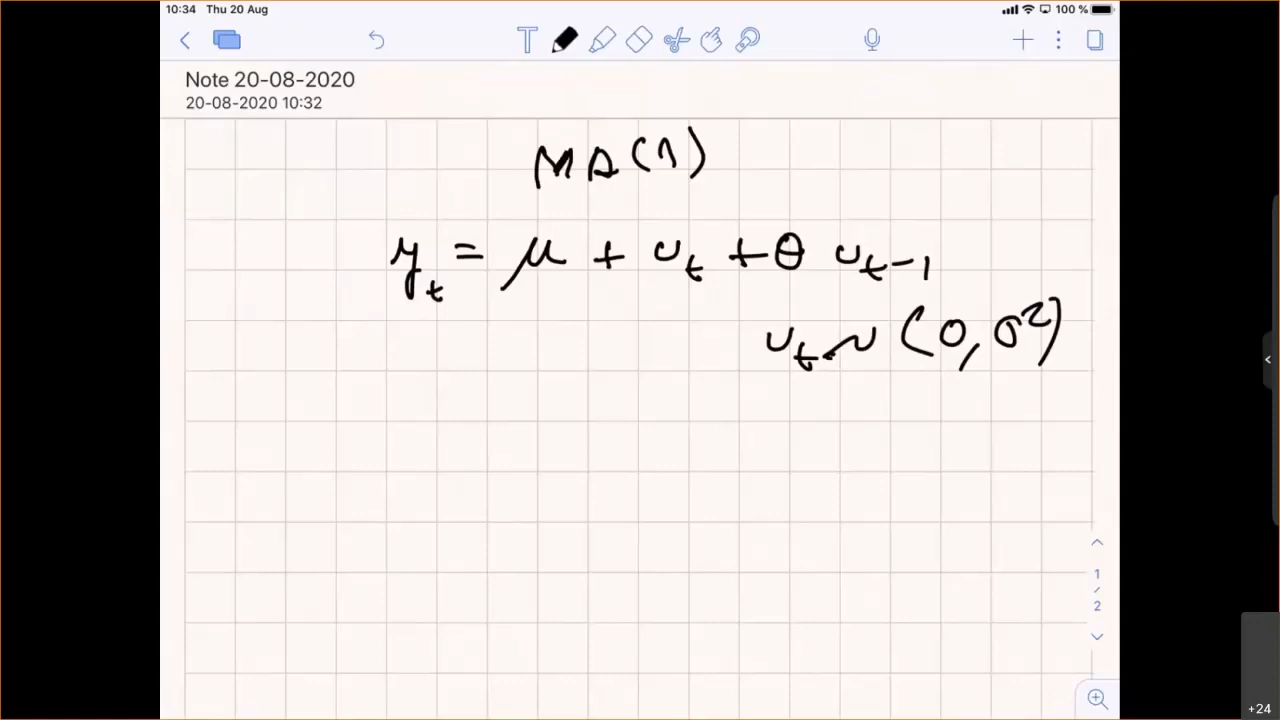 10:34 Thu 20 Aug 100 %
Note 20-08-2020
20-08-2020 10:32
MA(1)
y_t = μ + u_t + θ u_t-1
u_t ~ (0, σ²)
1
/
2
+24